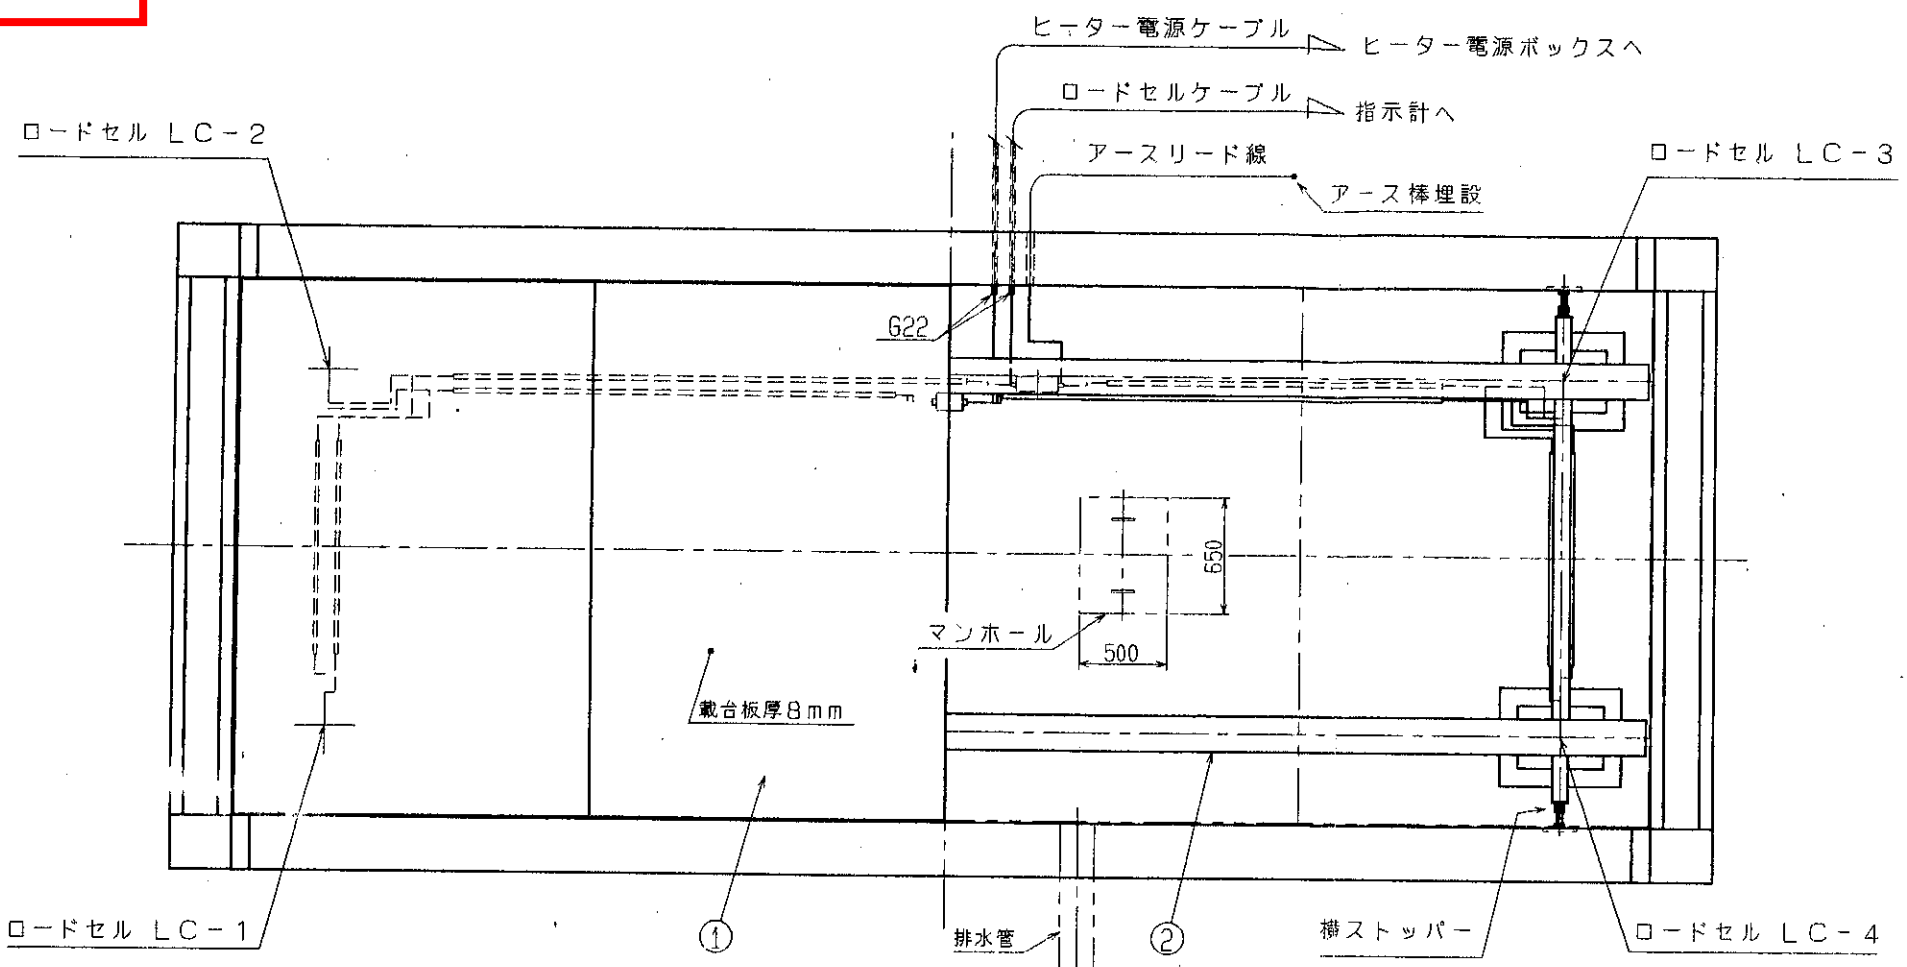 ヒーター電源ケーブル
ヒーター電源ボックスへ
ロードセルケーブル
指示計へ
ロードセル LC-2
アースリード線
ロードセル LC-3
アース棒埋設
G22
650
マンホール
500
載台板厚8mm
ロードセル LC-1
①
排水管
②
横ストッパー
ロードセル LC-4